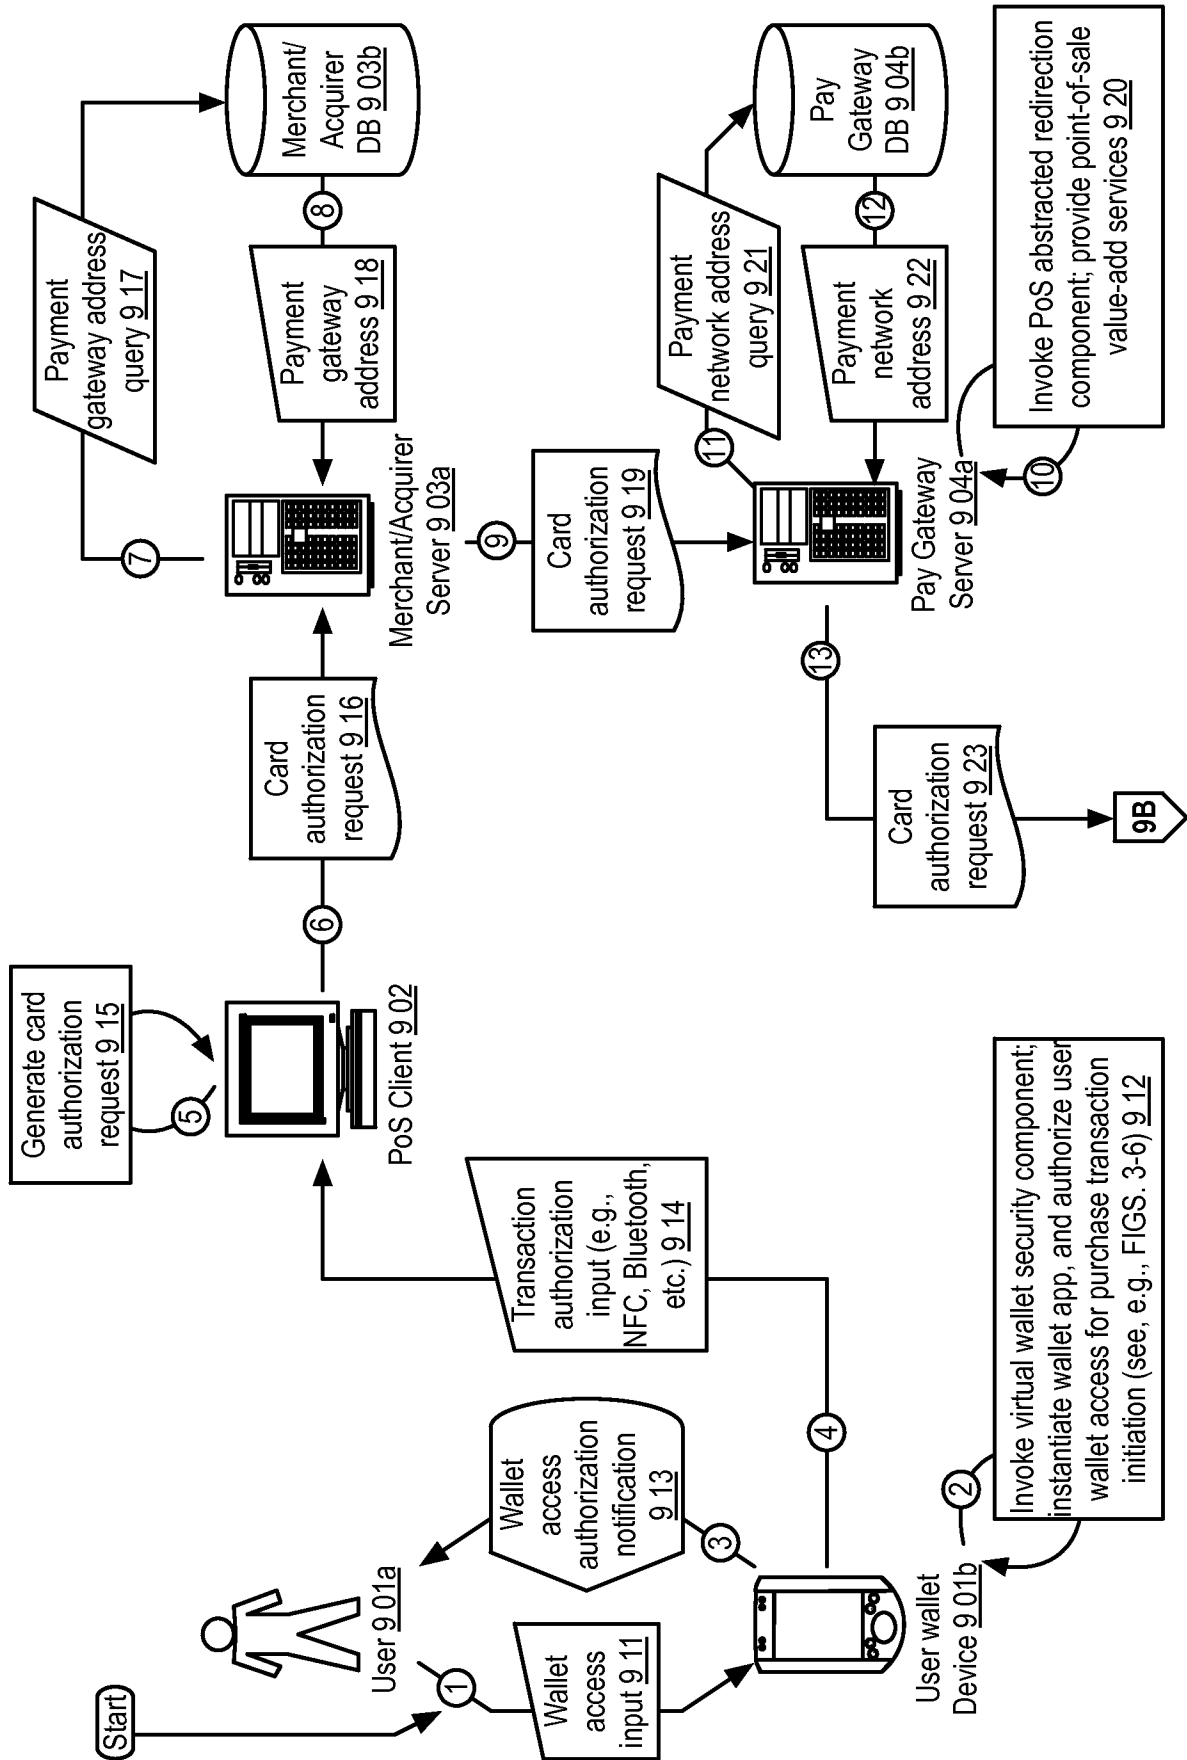 Start
User 9 01a
1
Wallet
access
input 9 11
User wallet
Device 9 01b
2
Invoke virtual wallet security component;
instantiate wallet app, and authorize user
wallet access for purchase transaction
initiation (see, e.g., FIGS. 3-6) 9 12
3
Wallet
access
authorization
notification
9 13
4
Transaction
authorization
input (e.g.,
NFC, Bluetooth,
etc.) 9 14
PoS Client 9 02
5
Generate card
authorization
request 9 15
6
Card
authorization
request 9 16
Merchant/Acquirer
Server 9 03a
7
Payment
gateway address
query 9 17
Merchant/
Acquirer
DB 9 03b
8
Payment
gateway
address 9 18
9
Card
authorization
request 9 19
Pay Gateway
Server 9 04a
10
Invoke PoS abstracted redirection
component; provide point-of-sale
value-add services 9 20
11
Payment
network address
query 9 21
Pay
Gateway
DB 9 04b
12
Payment
network
address 9 22
13
Card
authorization
request 9 23
9B